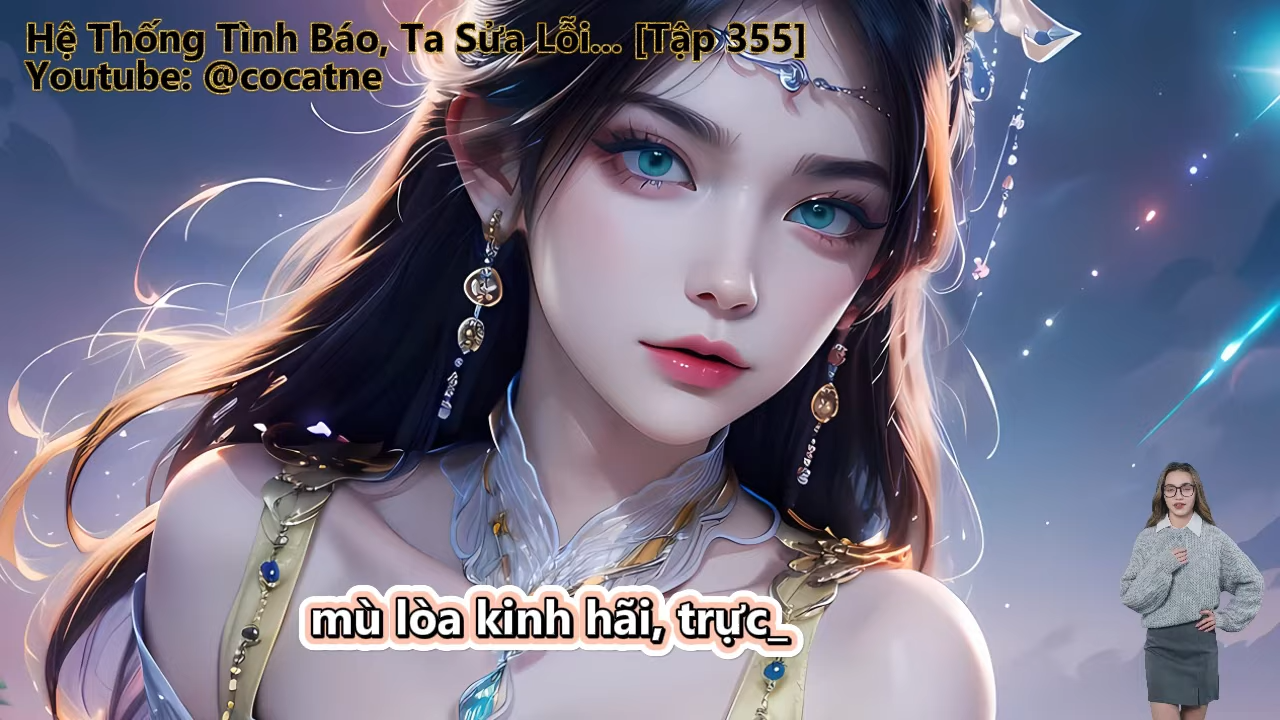 Hệ Thống Tình Báo, Ta Sửa Lỗi... [Tập 355]
Youtube: @cocatne
mù lòa kinh hãi, trực_